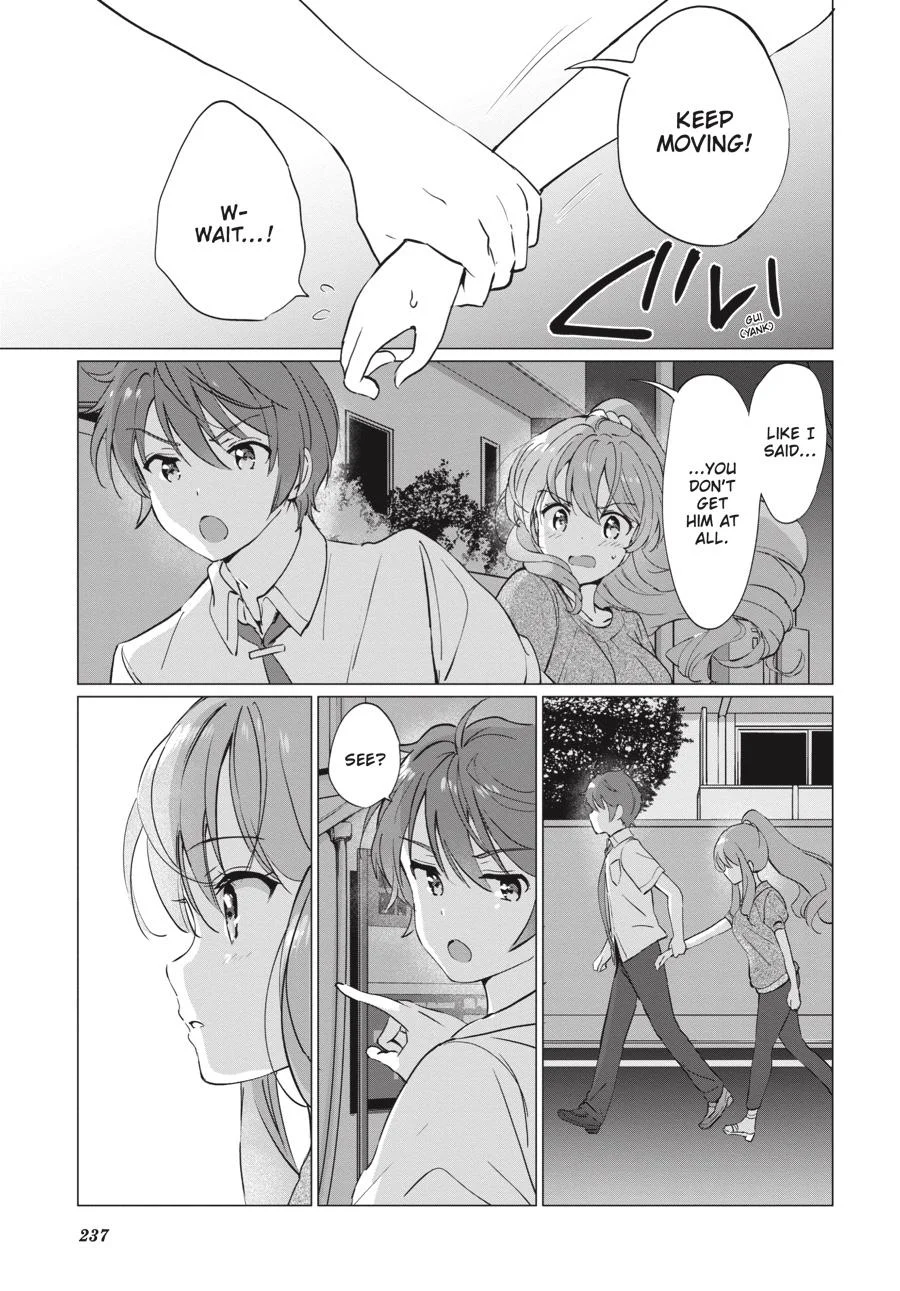 KEEP
MOVING!
W-
WAIT...!
ぐい
GUI
(YANK)
LIKE I
SAID...
...YOU
DON'T
GET
HIM AT
ALL.
SEE?
237